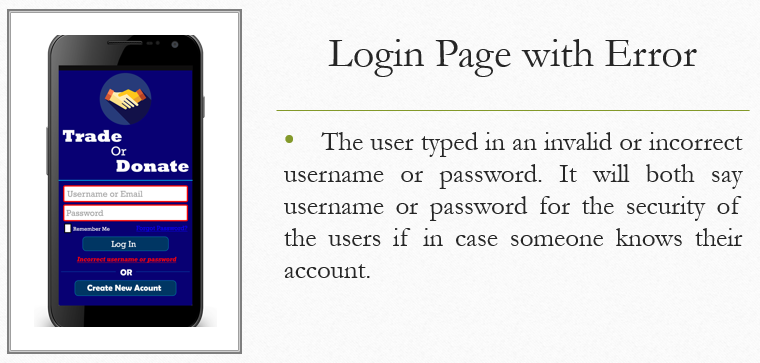 Login Page with Error
Trade
Or
Donate
Username or Email
Password
Remember Me Forgot Password?
Log In
Incorrect username or password
OR
Create New Acount
• The user typed in an invalid or incorrect
username or password. It will both say
username or password for the security of
the users if in case someone knows their
account.